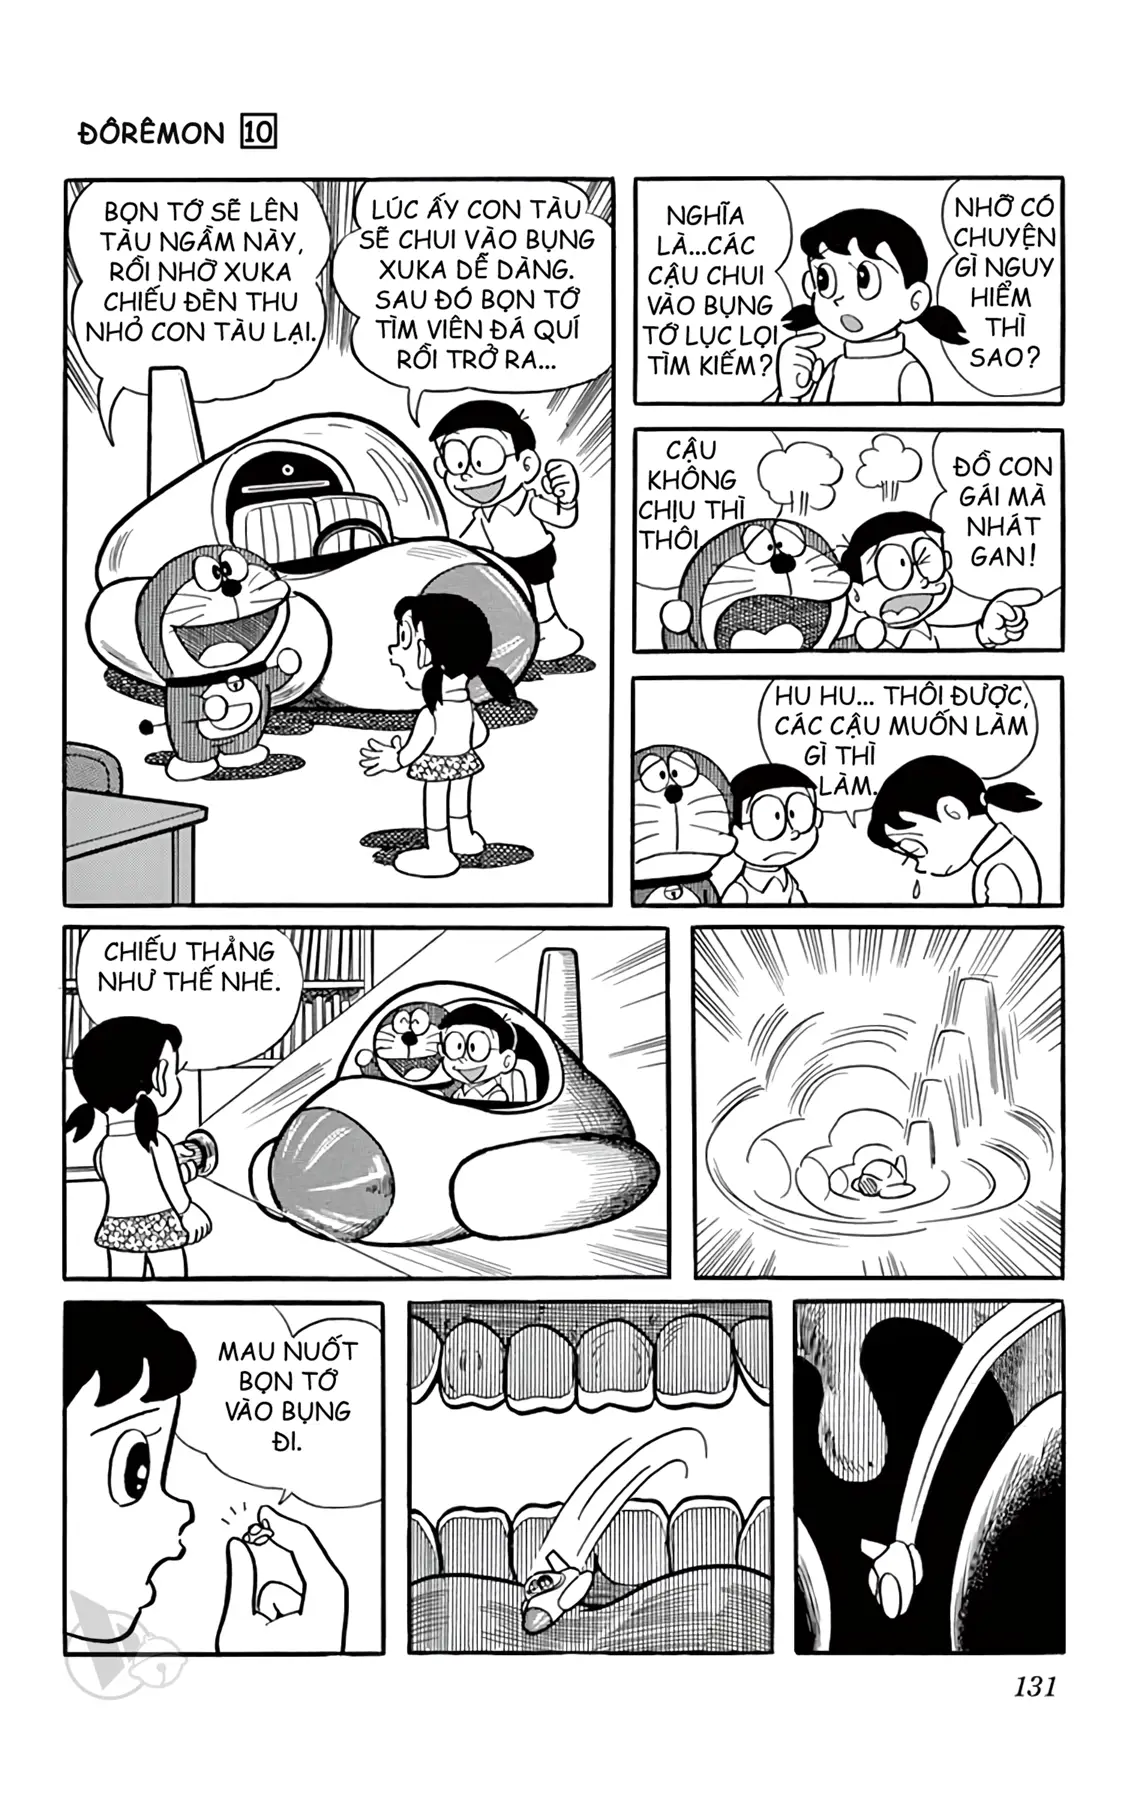 ĐÔRÊMON 10
BỌN TỚ SẼ LÊN
TÀU NGẦM NÀY,
RỒI NHỜ XUKA
CHIẾU ĐÈN THU
NHỎ CON TÀU LẠI.
LÚC ẤY CON TÀU
SẼ CHUI VÀO BỤNG
XUKA DỄ DÀNG.
SAU ĐÓ BỌN TỚ
TÌM VIÊN ĐÁ QUÍ
RỒI TRỞ RA...
NGHĨA
LÀ...CÁC
CẬU CHUI
VÀO BỤNG
TỚ LỤC LỌI
TÌM KIẾM?
NHỠ CÓ
CHUYỆN
GÌ NGUY
HIỂM
THÌ
SAO?
CẬU
KHÔNG
CHỊU THÌ
THÔI
ĐỒ CON
GÁI MÀ
NHÁT
GAN!
HU HU... THÔI ĐƯỢC,
CÁC CẬU MUỐN LÀM
GÌ THÌ
LÀM.
CHIẾU THẲNG
NHƯ THẾ NHÉ.
MAU NUỐT
BỌN TỚ
VÀO BỤNG
ĐI.
131